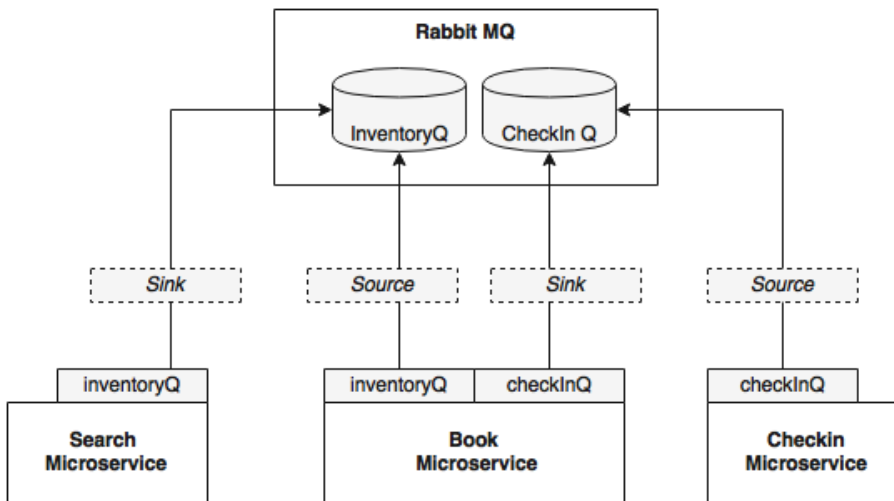 Rabbit MQ
InventoryQ
CheckIn Q
Sink
Source
Sink
Source
inventoryQ
inventoryQ
checkInQ
checkInQ
Search
Microservice
Book
Microservice
Checkin
Microservice